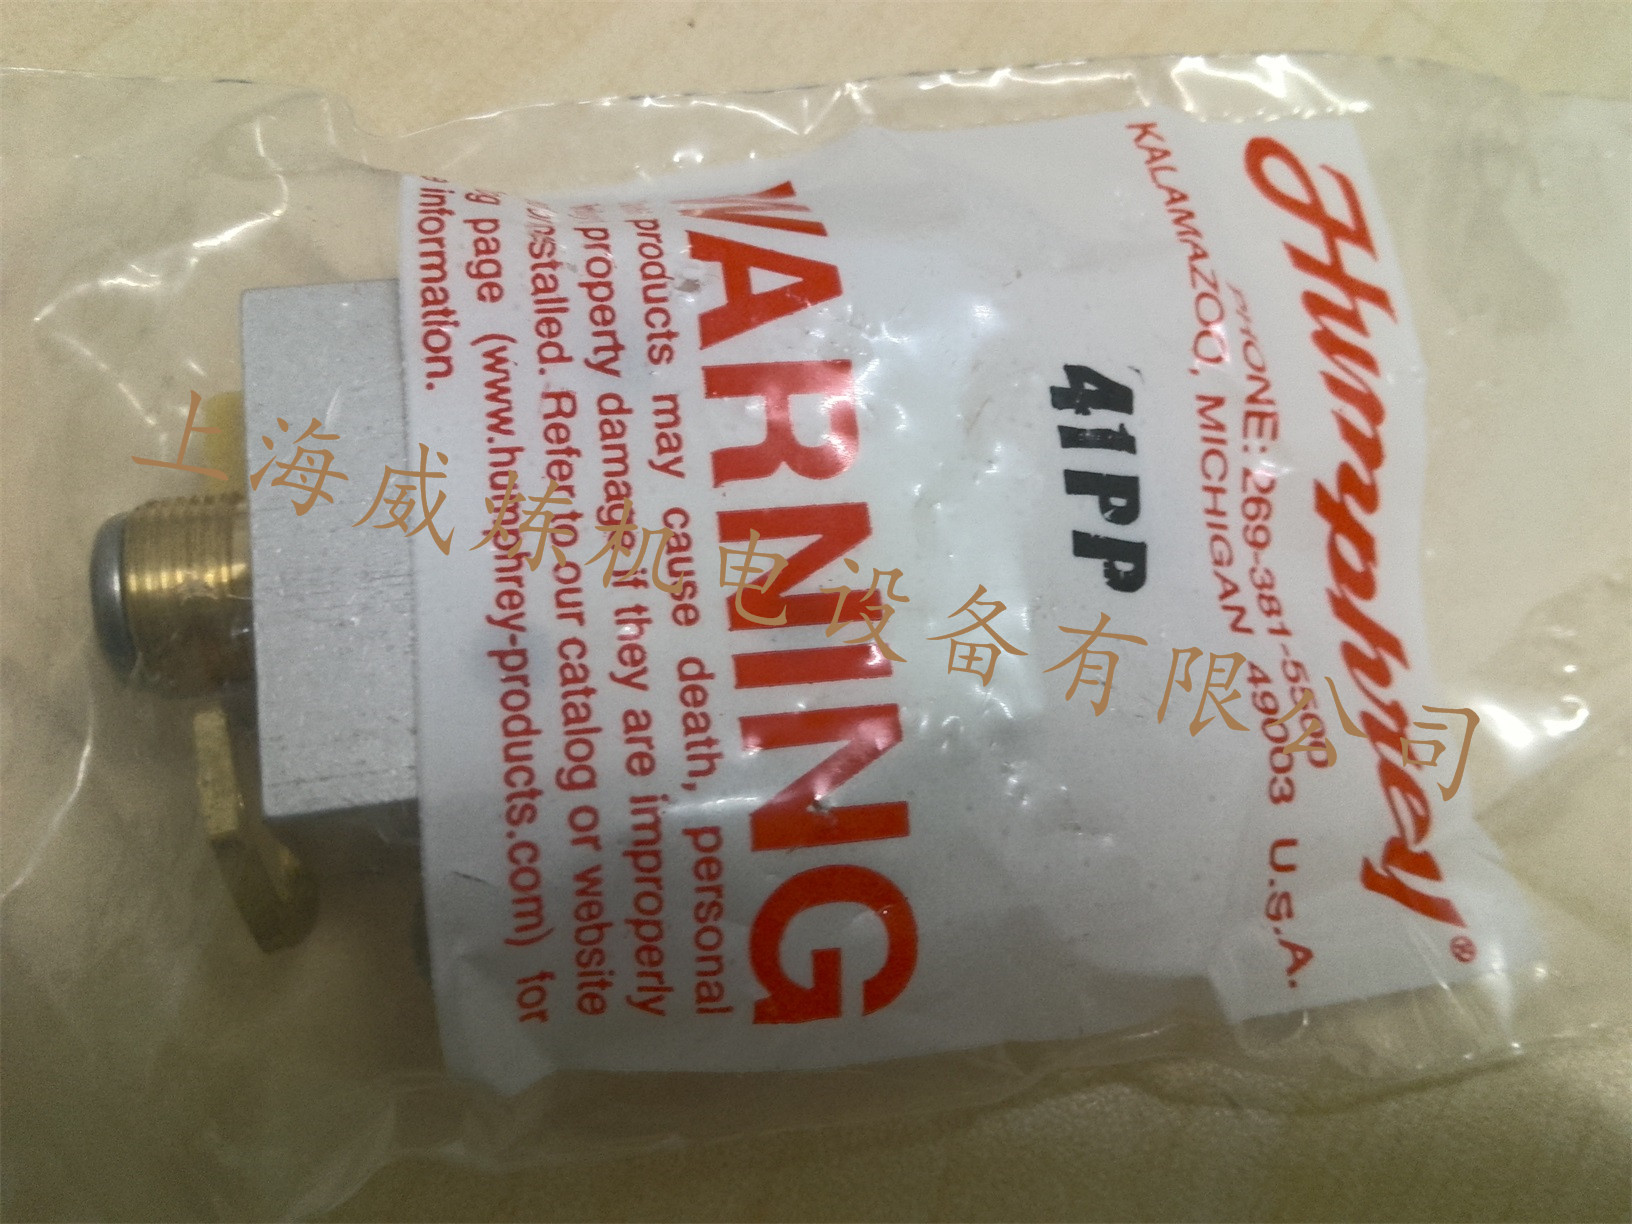 Humphrey®
PHONE: 269-381-5500
KALAMAZOO, MICHIGAN 49003 U.S.A.
41PP
WARNING
products may cause death, personal
property damage if they are improperly
installed. Refer to our catalog or website
page (www.humphrey-products.com) for
information.
上海威炼机电设备有限公司